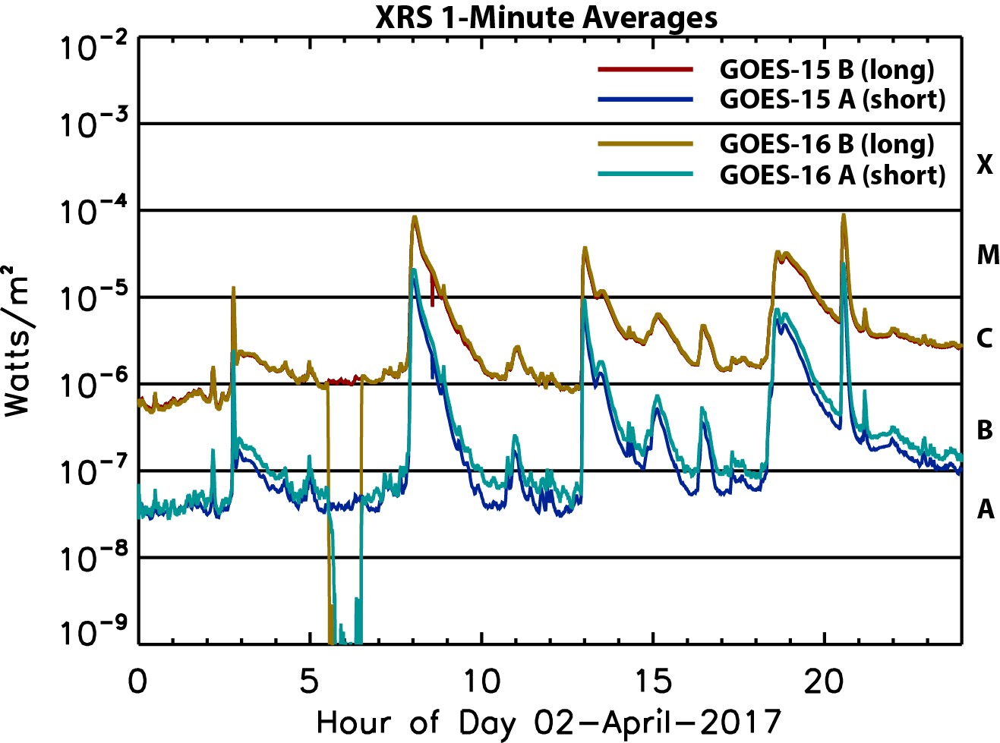 XRS 1-Minute Averages
10−2
10−3
10−4
10−5
10−6
10−7
10−8
10−9
Watts/m²
GOES-15 B (long)
GOES-15 A (short)
GOES-16 B (long)
GOES-16 A (short)
X
M
C
B
A
0 5 10 15 20
Hour of Day 02−April−2017